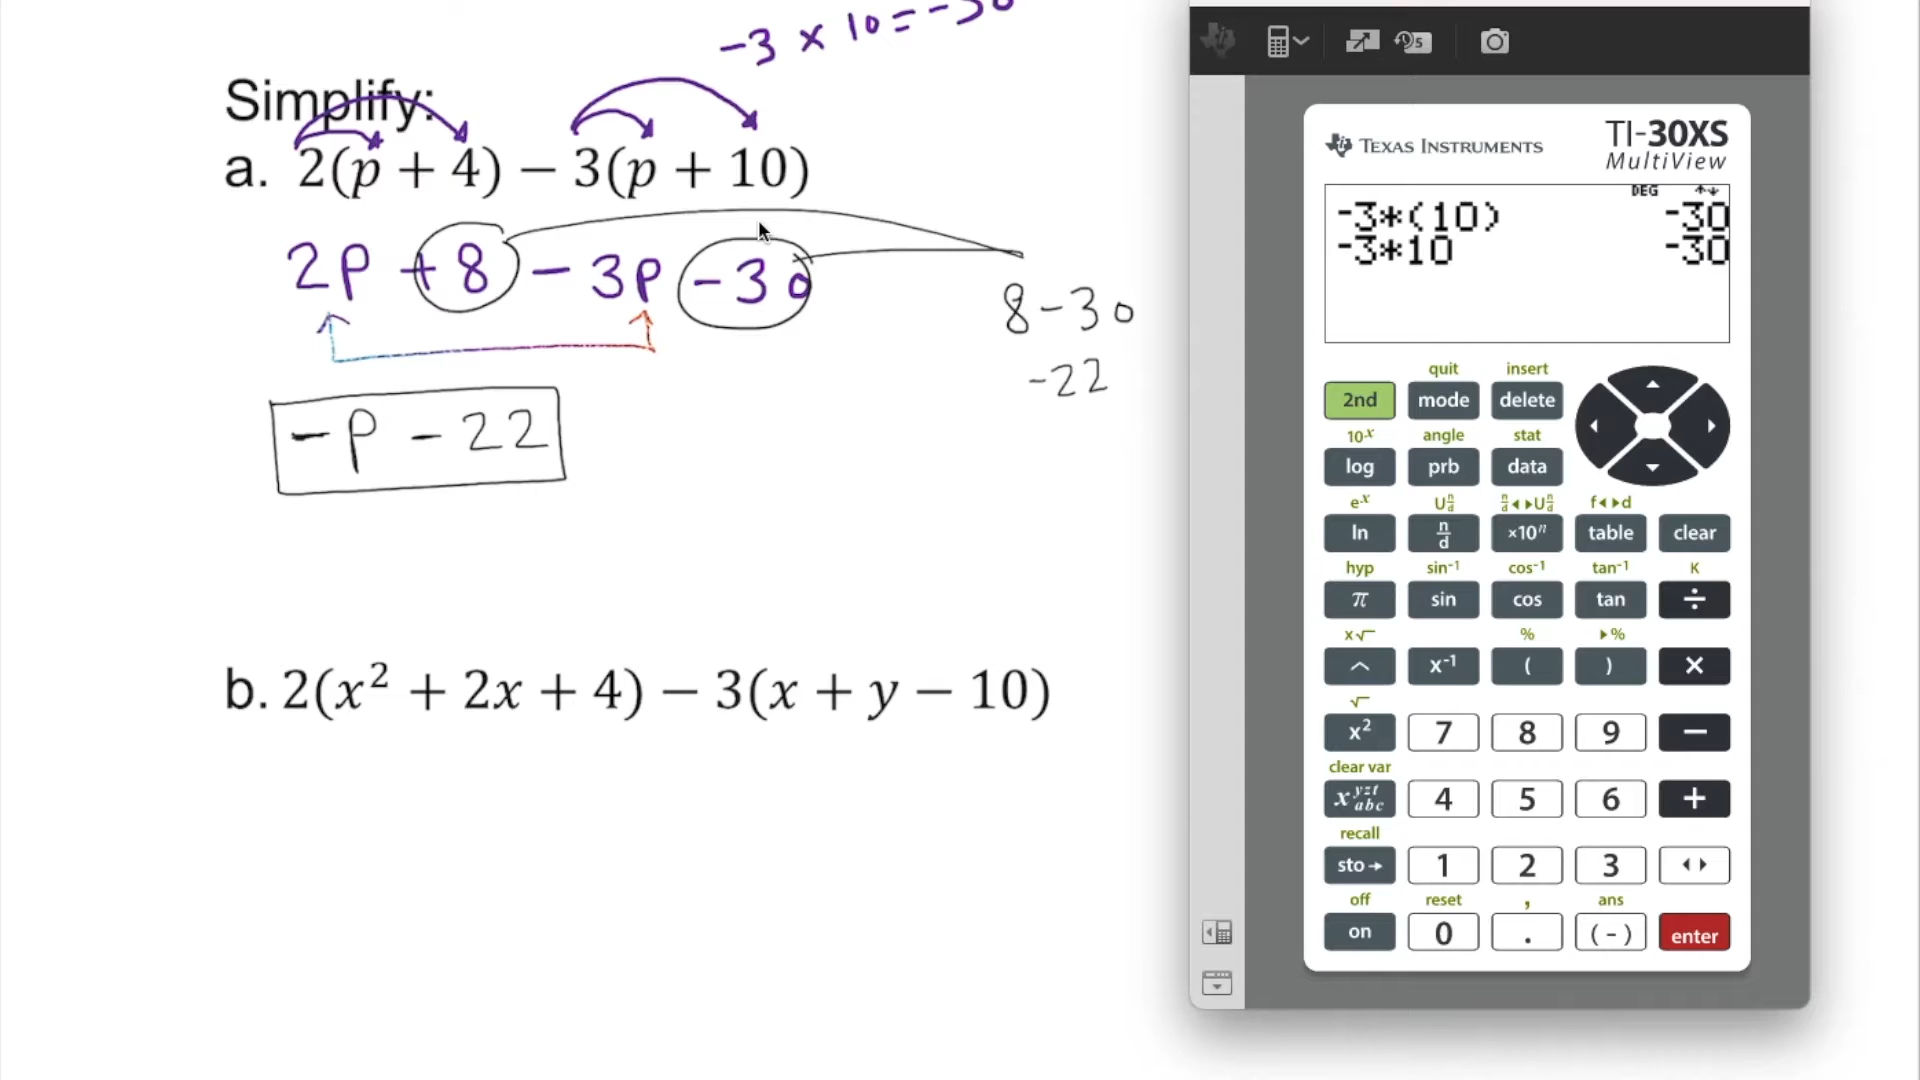 -3 × 10 = -30
Simplify:
a. 2(p + 4) − 3(p + 10)
2p +8 - 3p -30
8-30
-22
-p - 22
b. 2(x² + 2x + 4) − 3(x + y − 10)
TEXAS INSTRUMENTS
TI-30XS
MultiView
DEG
-3*(10) -30
-3*10 -30
quit insert
2nd mode delete
10ˣ angle stat
log prb data
eˣ U n/d n/d◄►U n/d f◄►d
ln n/d ×10ⁿ table clear
hyp sin⁻¹ cos⁻¹ tan⁻¹ K
π sin cos tan ÷
x√ % ►%
^ x⁻¹ ( ) ×
√
x² 7 8 9 −
clear var
x yzt abc 4 5 6 +
recall
sto→ 1 2 3 ◄►
off reset , ans
on 0 . (-) enter